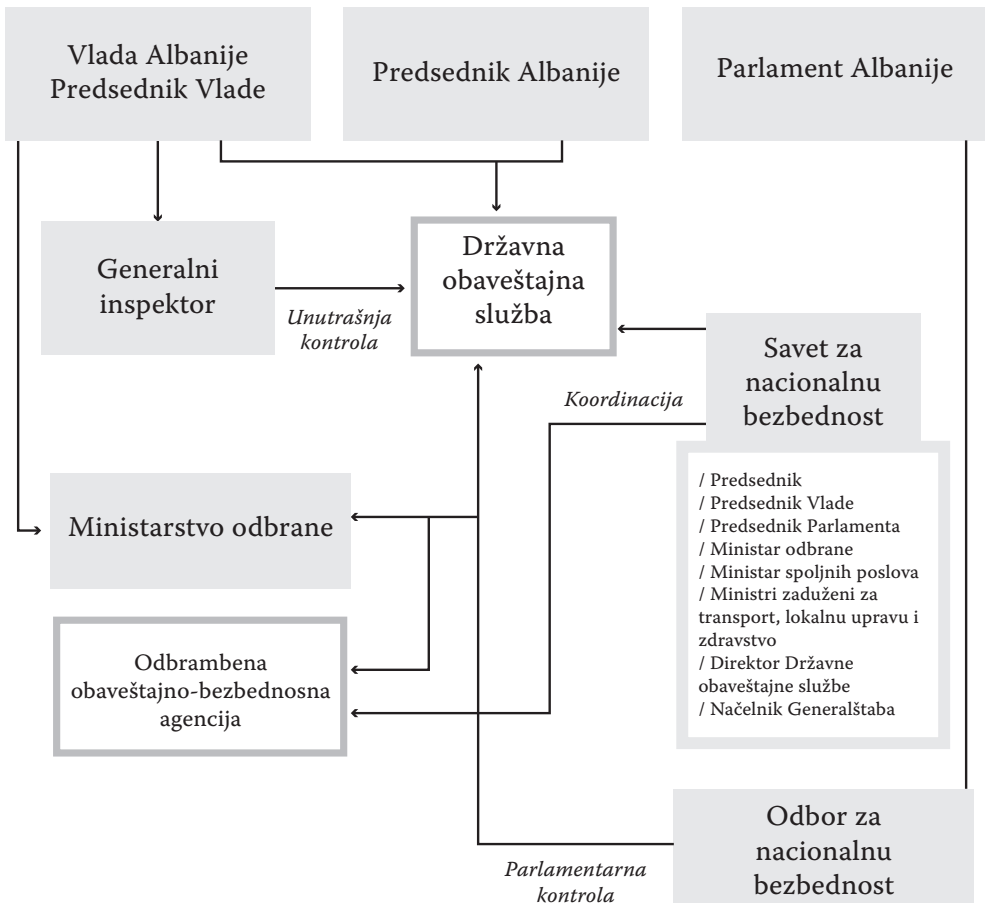 Vlada Albanije
Predsednik Vlade
Predsednik Albanije
Parlament Albanije
Generalni
inspektor
Unutrašnja
kontrola
Državna
obaveštajna
služba
Savet za
nacionalnu
bezbednost
Koordinacija
/ Predsednik
/ Predsednik Vlade
/ Predsednik Parlamenta
/ Ministar odbrane
/ Ministar spoljnih poslova
/ Ministri zaduženi za
transport, lokalnu upravu i
zdravstvo
/ Direktor Državne
obaveštajne službe
/ Načelnik Generalštaba
Ministarstvo odbrane
Odbrambena
obaveštajno-bezbednosna
agencija
Odbor za
nacionalnu
bezbednost
Parlamentarna
kontrola